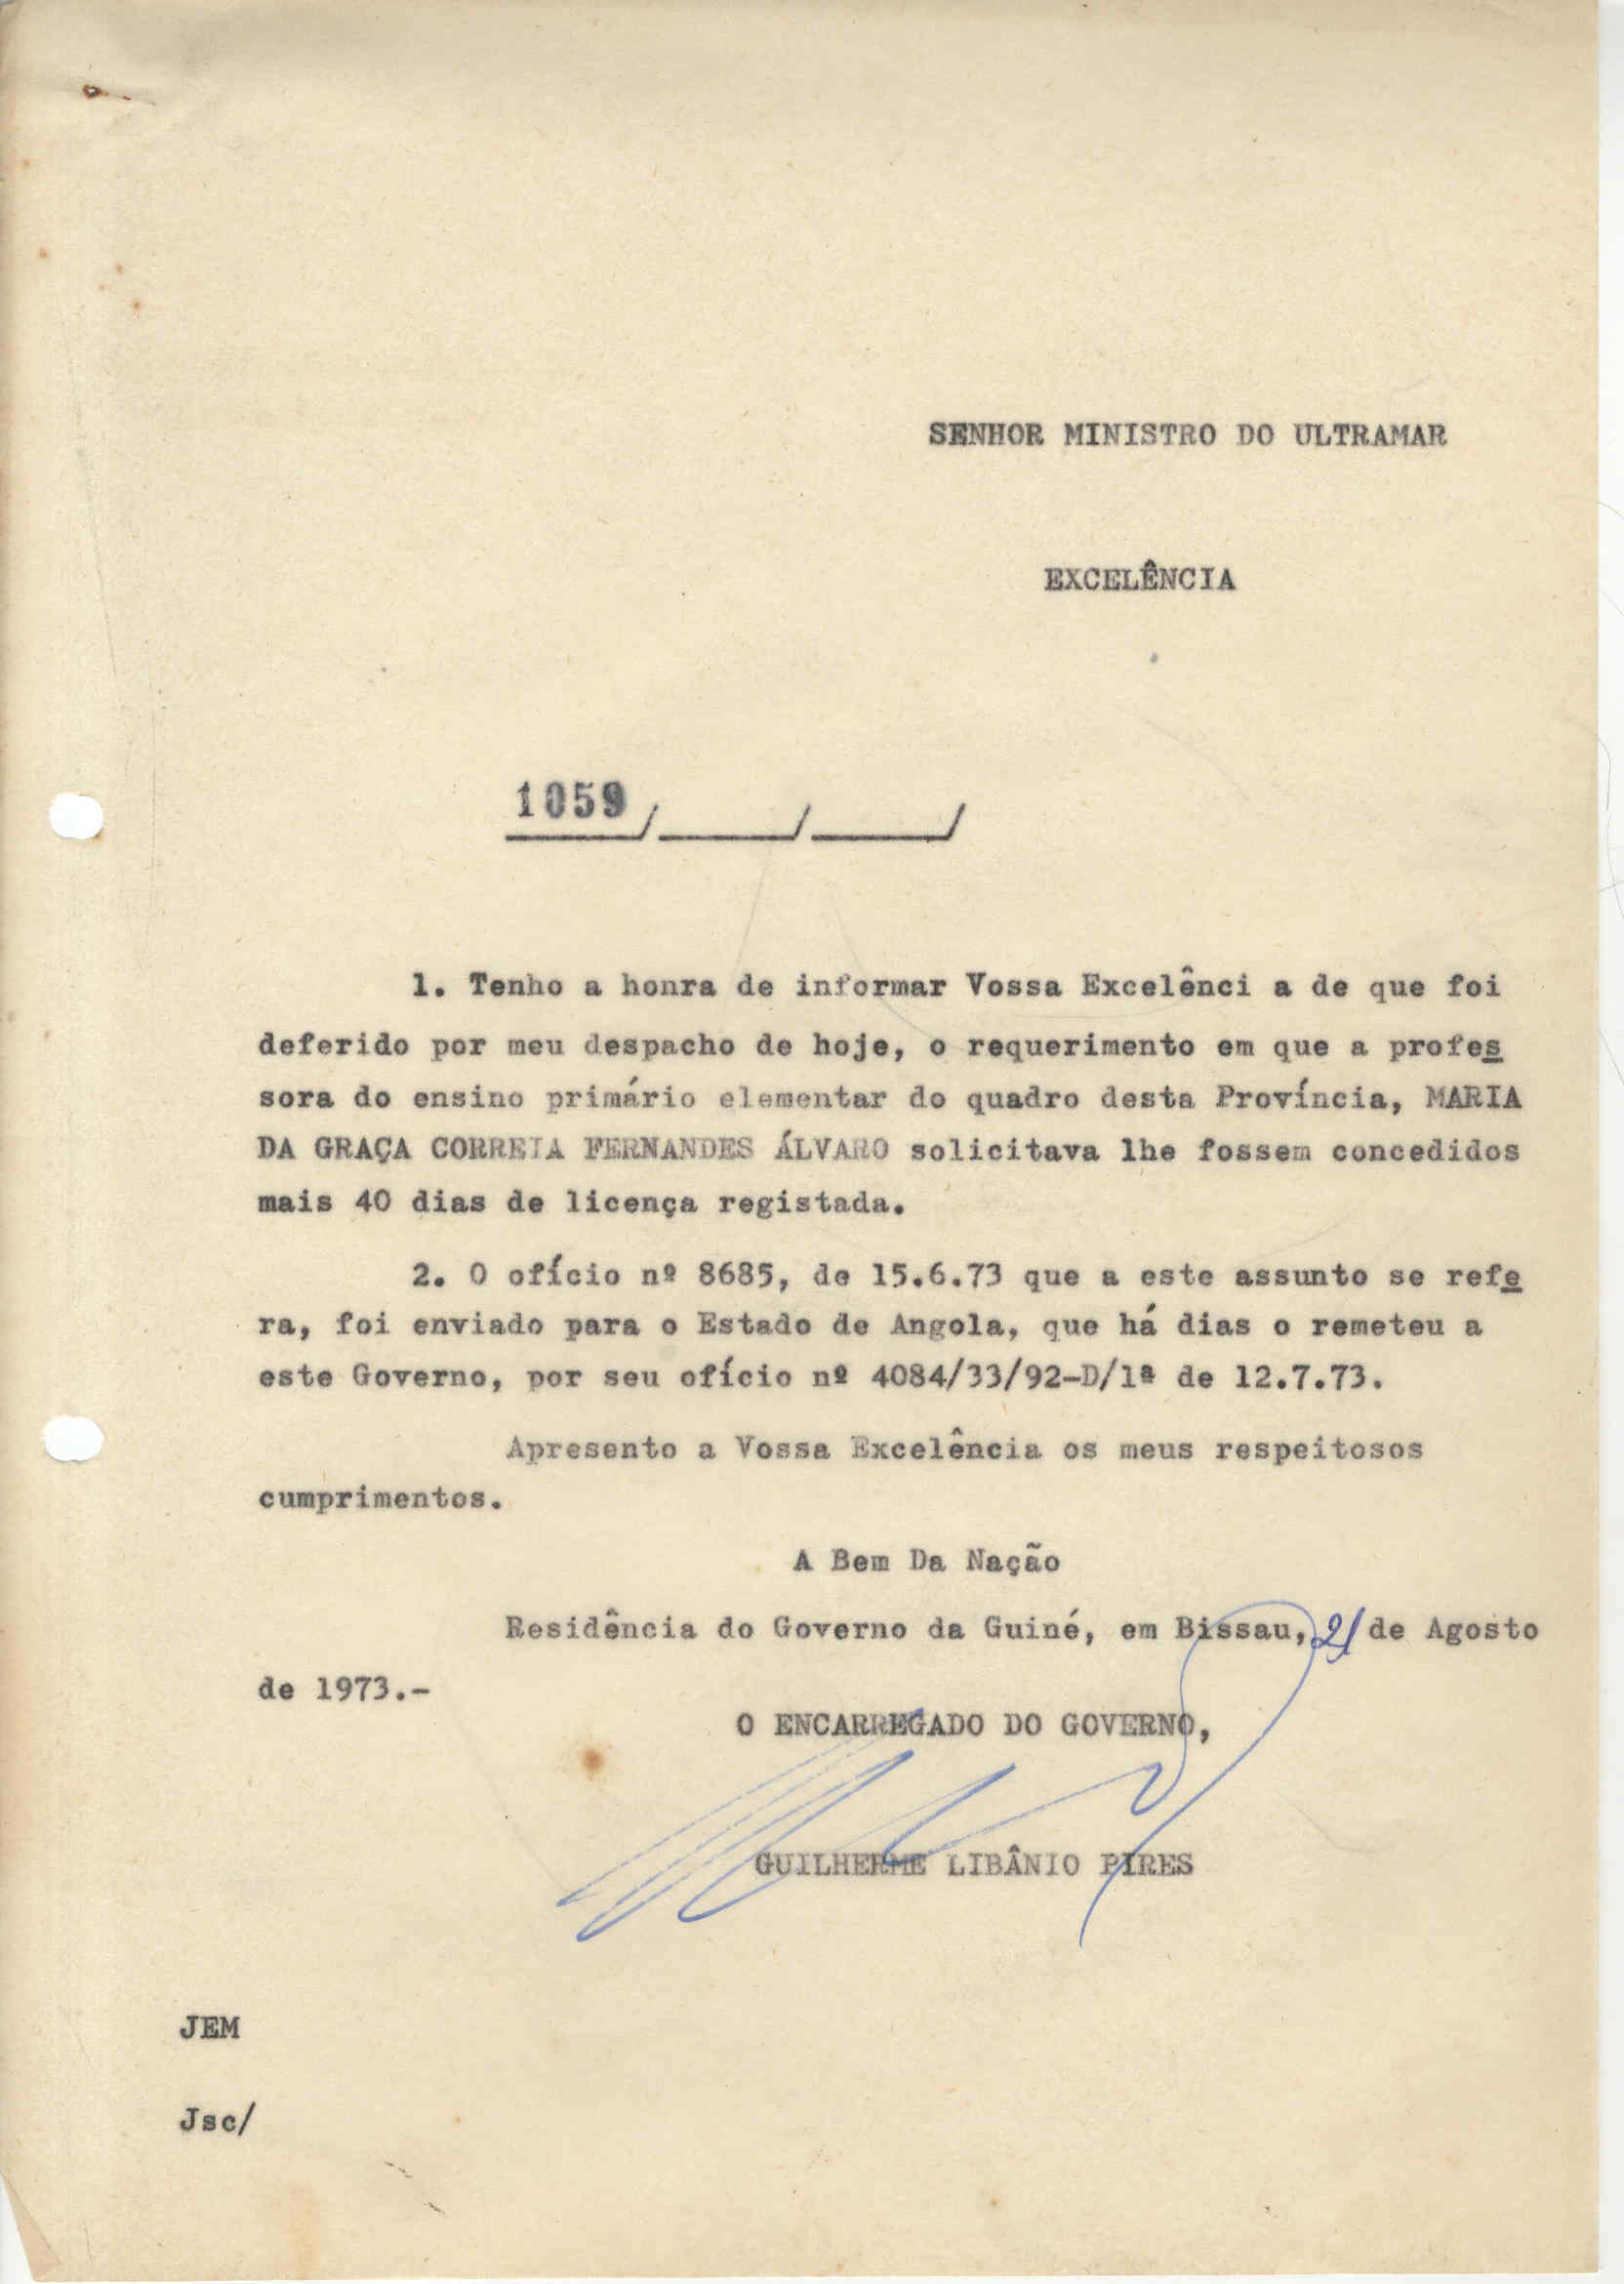 SENHOR MINISTRO DO ULTRAMAR
EXCELÊNCIA
1059/______/______/
1. Tenho a honra de informar Vossa Excelênci a de que foi
deferido por meu despacho de hoje, o requerimento em que a profes
sora do ensino primário elementar do quadro desta Província, MARIA
DA GRAÇA CORREIA FERNANDES ÁLVARO solicitava lhe fossem concedidos
mais 40 dias de licença registada.
2. O ofício nº 8685, de 15.6.73 que a este assunto se refe
ra, foi enviado para o Estado de Angola, que há dias o remeteu a
este Governo, por seu ofício nº 4084/33/92-D/1ª de 12.7.73.
Apresento a Vossa Excelência os meus respeitosos
cumprimentos.
A Bem Da Nação
Residência do Governo da Guiné, em Bissau, 21 de Agosto
de 1973.-
O ENCARREGADO DO GOVERNO,
GUILHERME LIBÂNIO PIRES
JEM
Jsc/